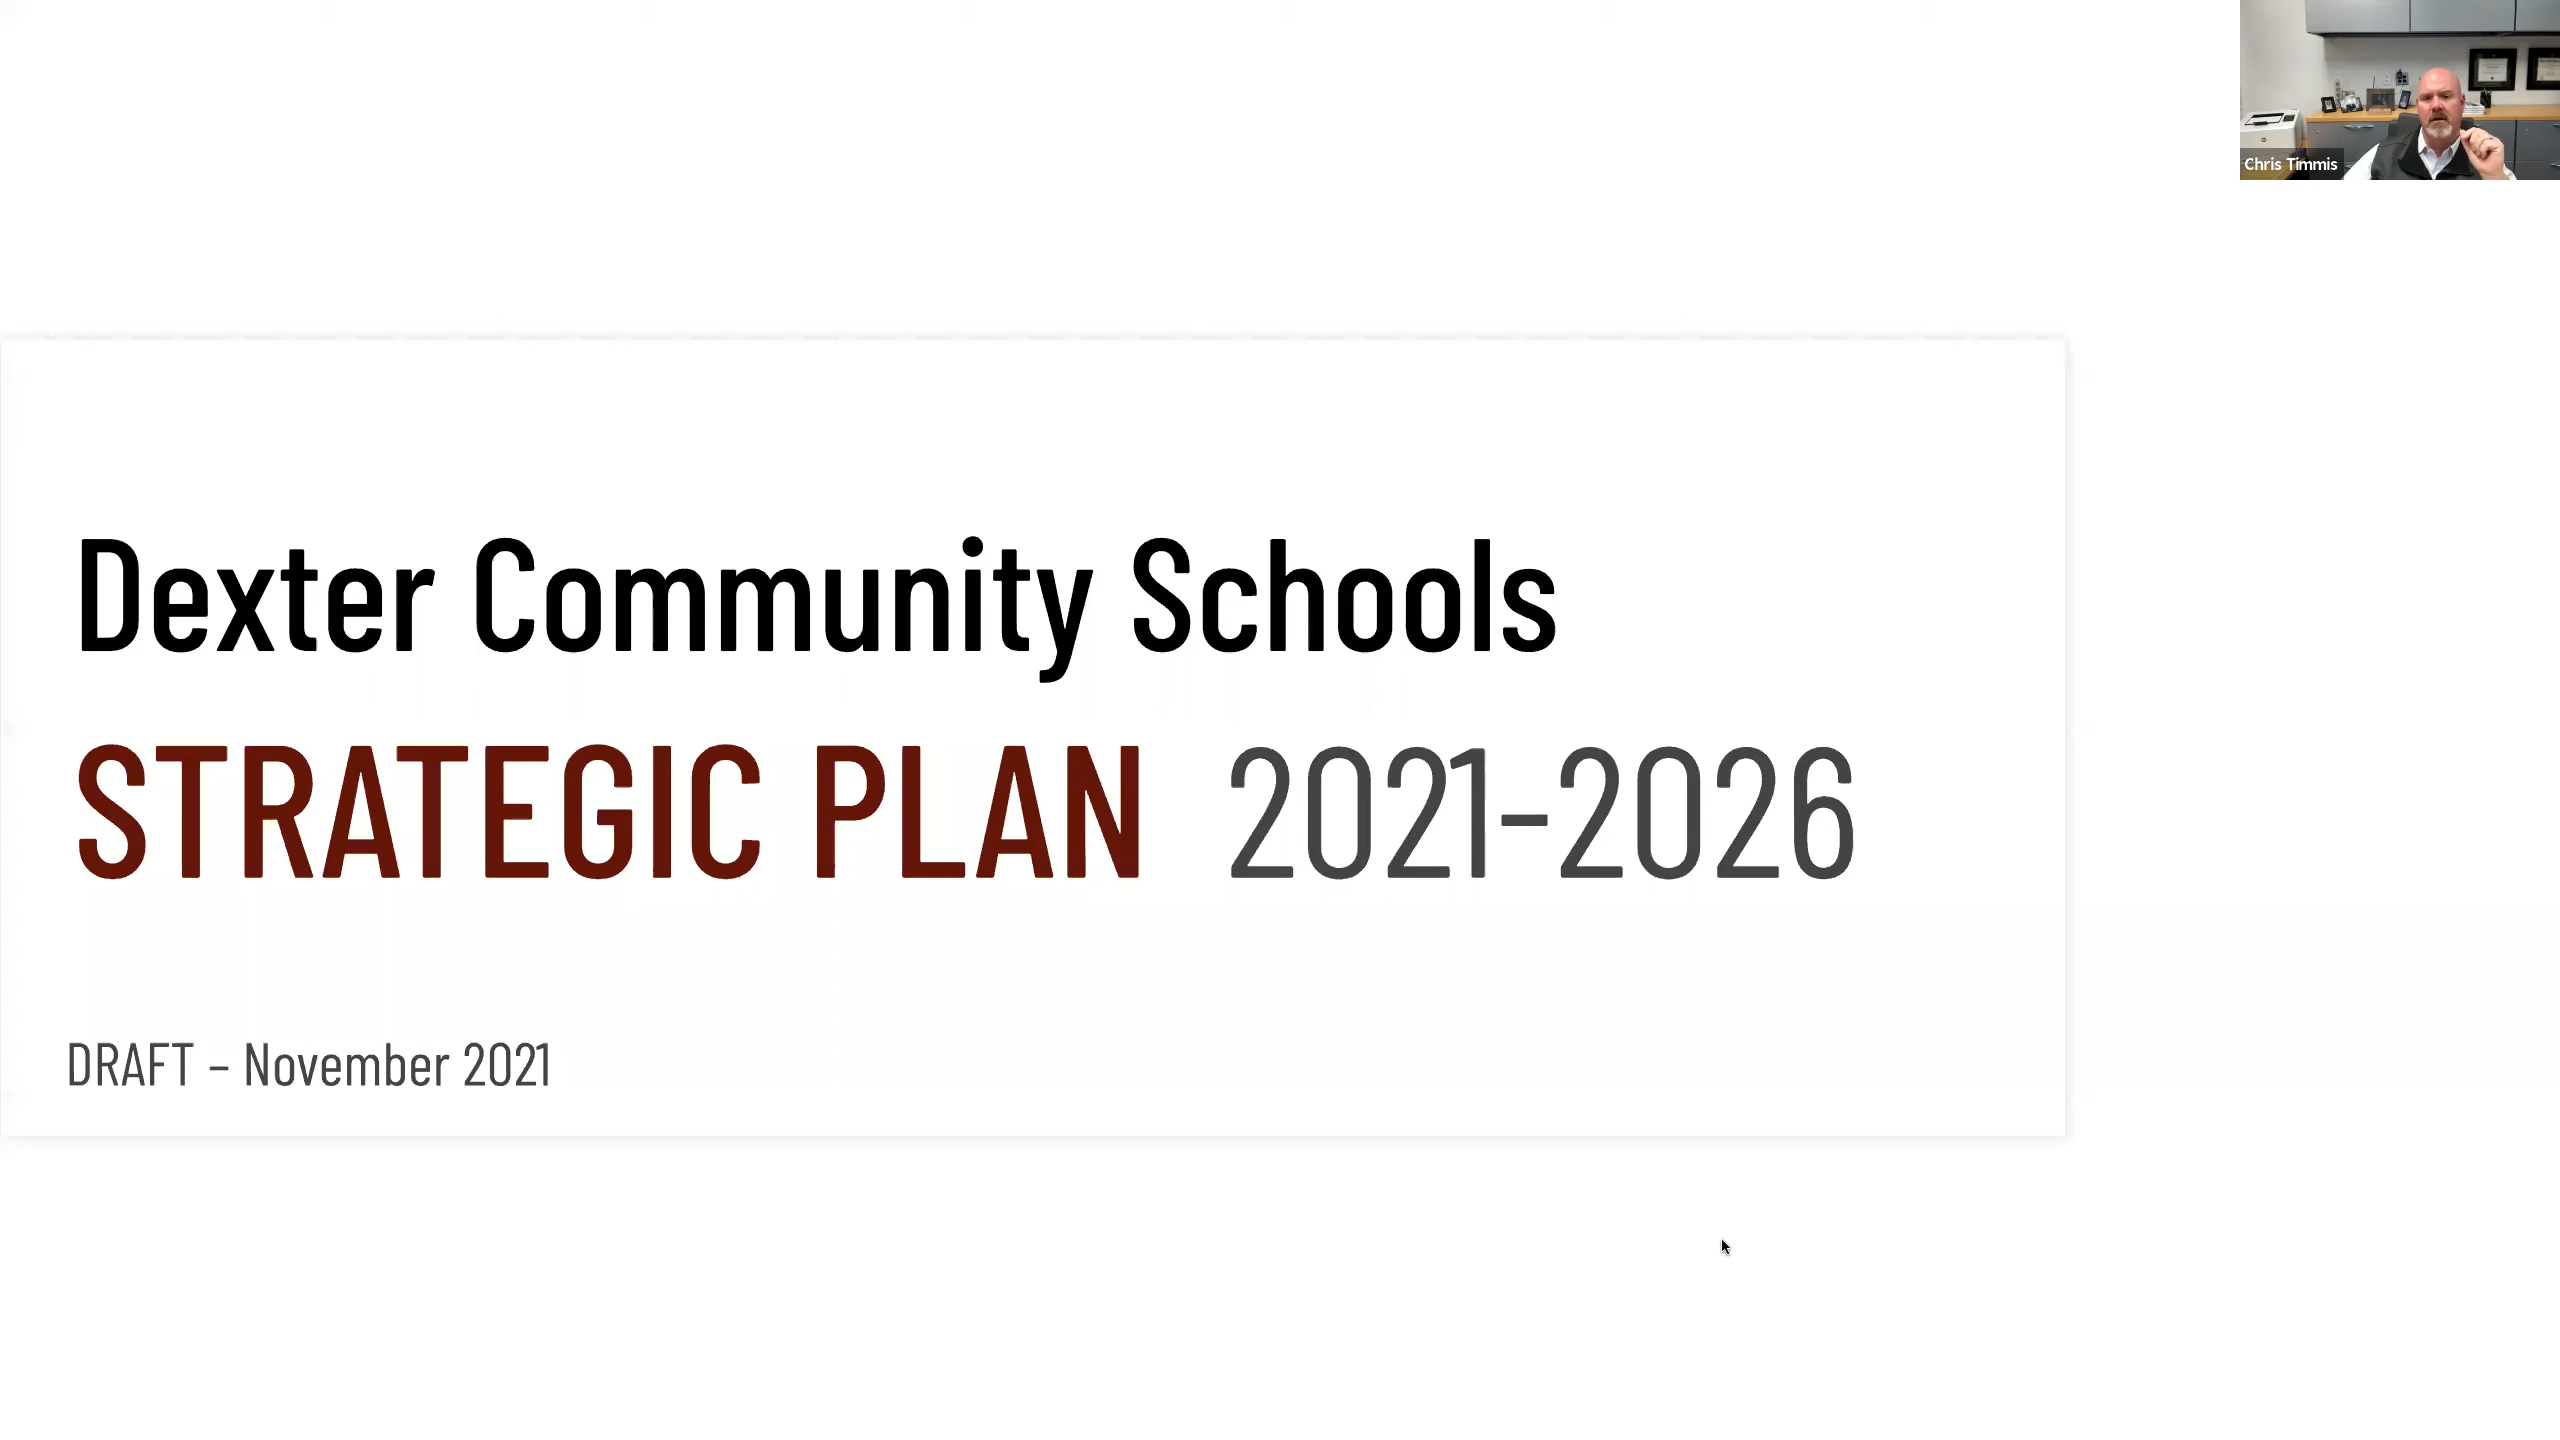 Chris Timmis
Dexter Community Schools
STRATEGIC PLAN 2021-2026
DRAFT – November 2021